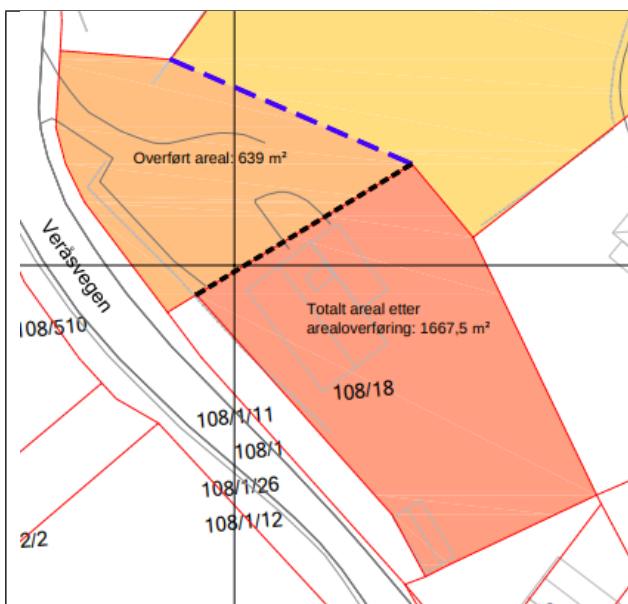 Overført areal: 639 m²
Veråsvegen
108/510
Totalt areal etter
arealoverføring: 1667,5 m²
108/18
108/1/11
108/1
108/1/26
108/1/12
2/2